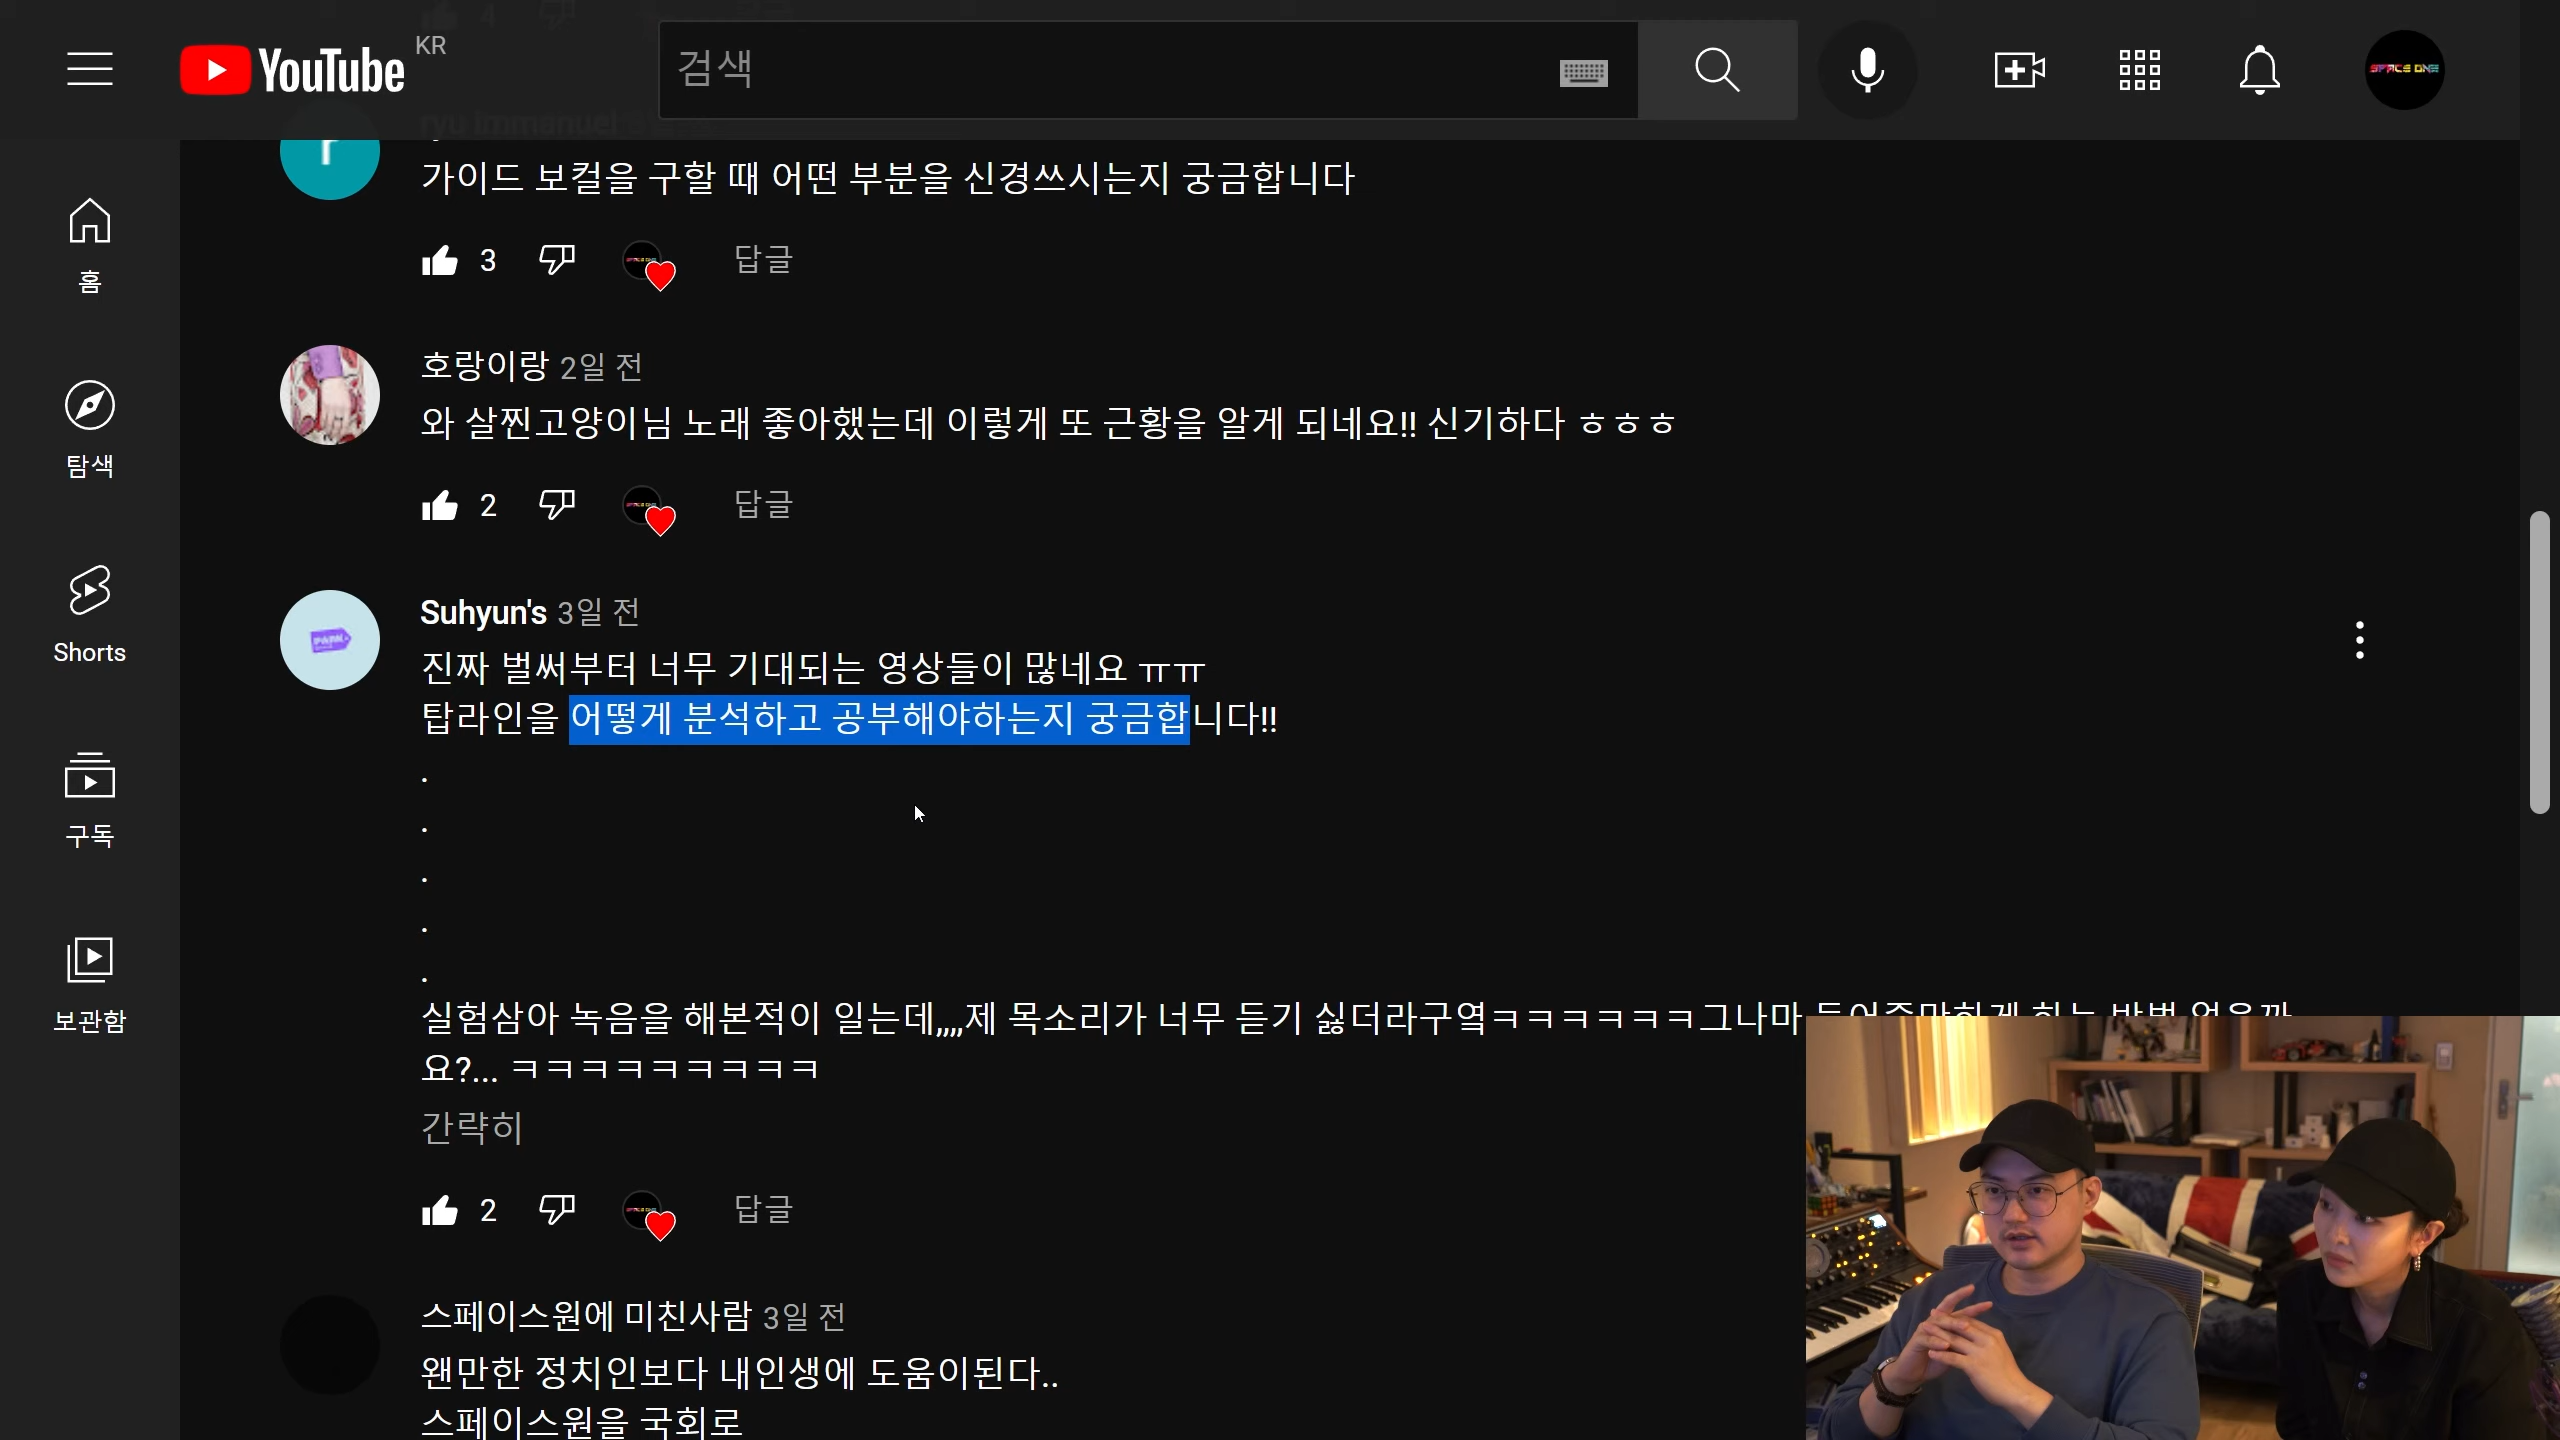 YouTube KR
검색
SPACE ONE
홈
탐색
Shorts
구독
보관함
가이드 보컬을 구할 때 어떤 부분을 신경쓰시는지 궁금합니다
3 답글
호랑이랑 2일 전
와 살찐고양이님 노래 좋아했는데 이렇게 또 근황을 알게 되네요!! 신기하다 ㅎㅎㅎ
2 답글
Suhyun's 3일 전
진짜 벌써부터 너무 기대되는 영상들이 많네요 ㅠㅠ
탑라인을 어떻게 분석하고 공부해야하는지 궁금합니다!!
.
.
.
.
.
실험삼아 녹음을 해본적이 일는데,,,,제 목소리가 너무 듣기 싫더라구엮ㅋㅋㅋㅋㅋㅋ그나마
요?... ㅋㅋㅋㅋㅋㅋㅋㅋㅋ
간략히
2 답글
스페이스원에 미친사람 3일 전
왠만한 정치인보다 내인생에 도움이된다..
스페이스원을 국회로